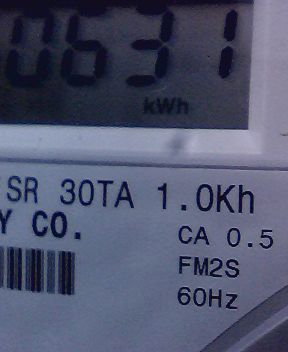 0631
kWh
SR 30TA 1.0Kh
Y CO.
CA 0.5
FM2S
60Hz